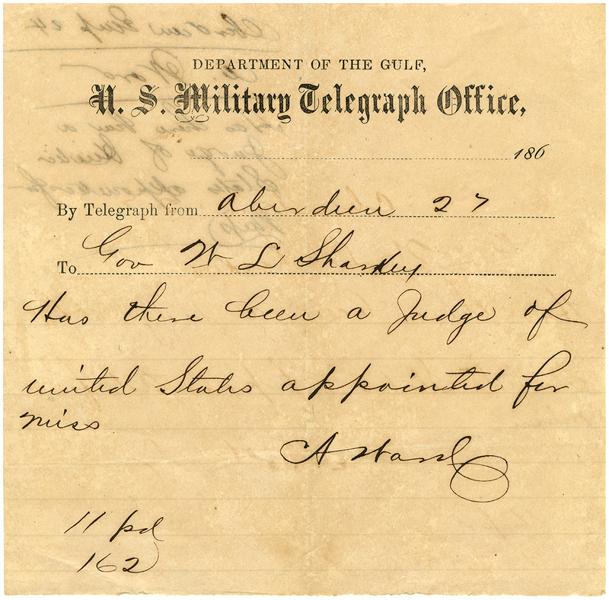 DEPARTMENT OF THE GULF,
U. S. Military Telegraph Office,
186
By Telegraph from Aberdeen 27
To Gov W L Sharkey
Has there been a Judge of
united States appointed for
miss
A Ward
11 pd
162